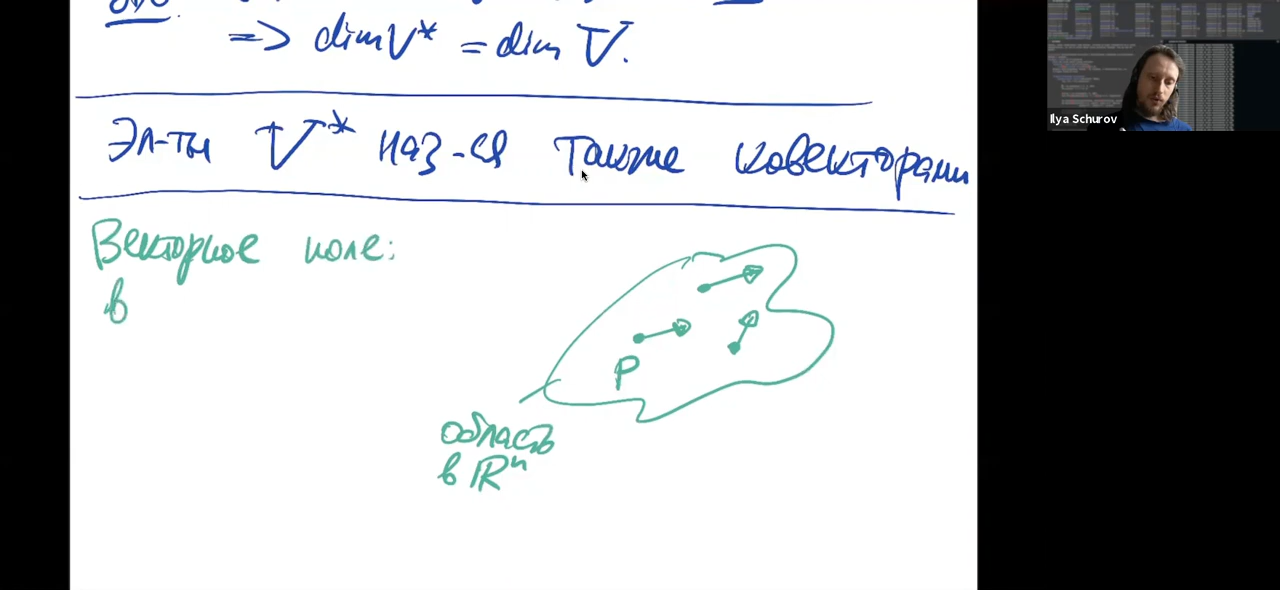 => dim V* = dim V.
Эл-ты V* наз-ся также ковекторами
Векторное поле:
в
P
область
в ℝⁿ
Ilya Schurov